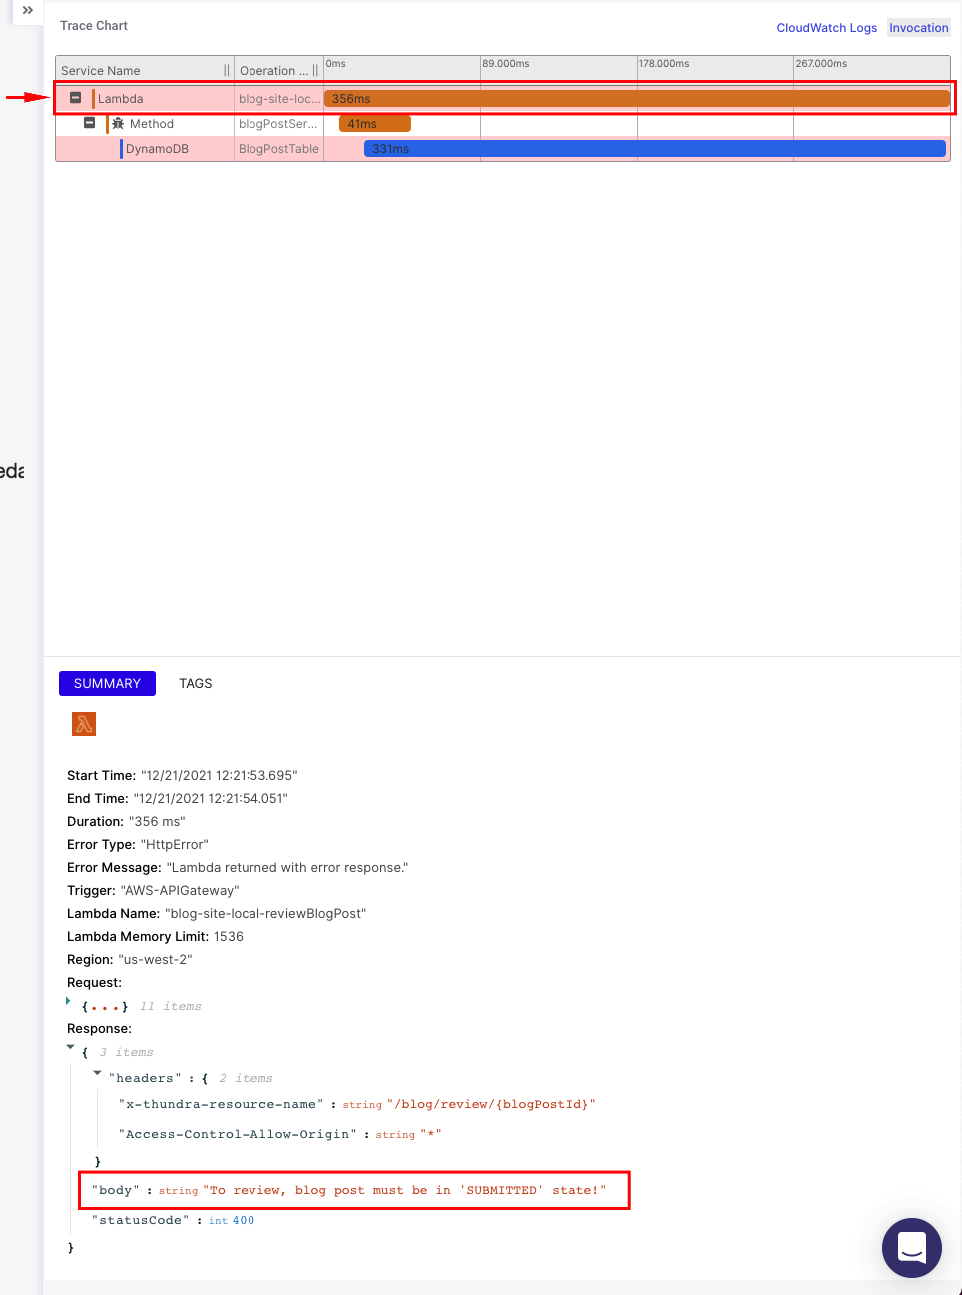 Trace Chart
CloudWatch Logs Invocation
Service Name || Operation ... || 0ms 89.000ms 178.000ms 267.000ms
Lambda blog-site-loc... 356ms
Method blogPostSer... 41ms
DynamoDB BlogPostTable 331ms
eda
SUMMARY TAGS
Start Time: "12/21/2021 12:21:53.695"
End Time: "12/21/2021 12:21:54.051"
Duration: "356 ms"
Error Type: "HttpError"
Error Message: "Lambda returned with error response."
Trigger: "AWS-APIGateway"
Lambda Name: "blog-site-local-reviewBlogPost"
Lambda Memory Limit: 1536
Region: "us-west-2"
Request:
{...} 11 items
Response:
{ 3 items
"headers" : { 2 items
"x-thundra-resource-name" : string "/blog/review/{blogPostId}"
"Access-Control-Allow-Origin" : string "*"
}
"body" : string "To review, blog post must be in 'SUBMITTED' state!"
"statusCode" : int 400
}